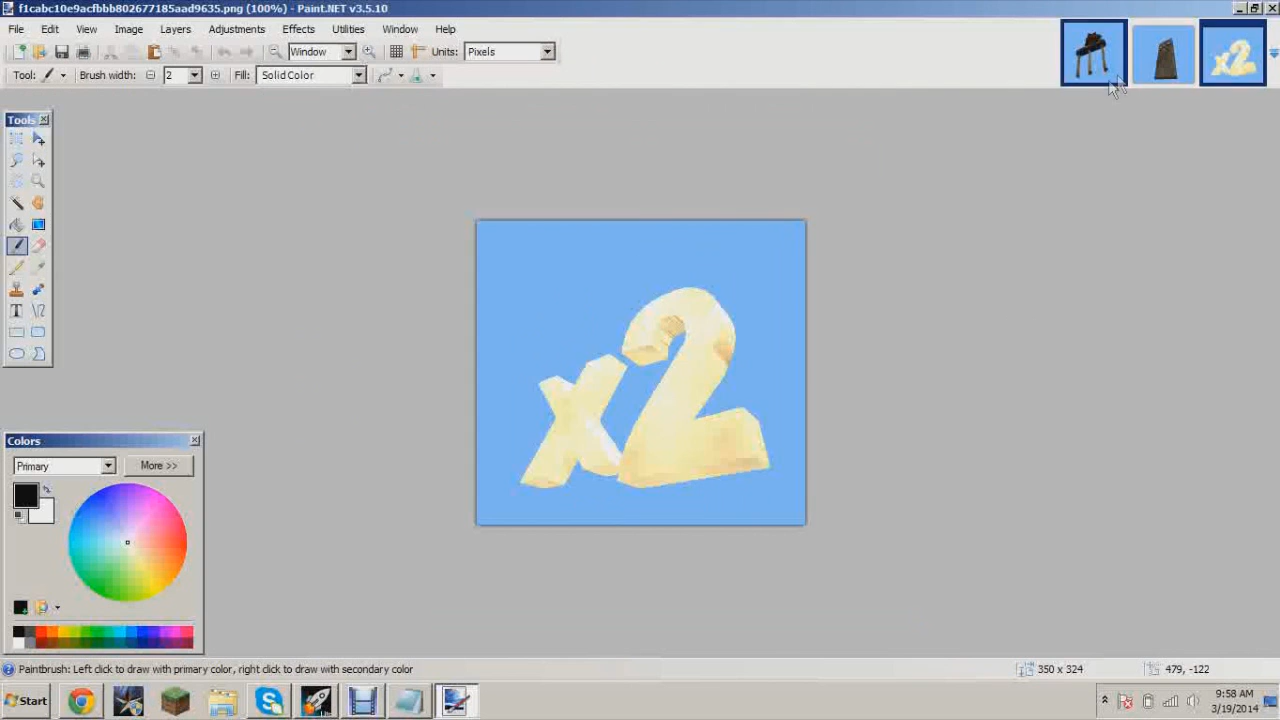 f1cabc10e9acfbbb802677185aad9635.png (100%) - Paint.NET v3.5.10
File Edit View Image Layers Adjustments Effects Utilities Window Help
Window Units: Pixels
Tool: Brush width: 2 Fill: Solid Color
x2
Tools
T
x2
Colors
Primary More >>
Paintbrush: Left click to draw with primary color, right click to draw with secondary color 350 x 324 479, -122
Start 9:58 AM
3/19/2014